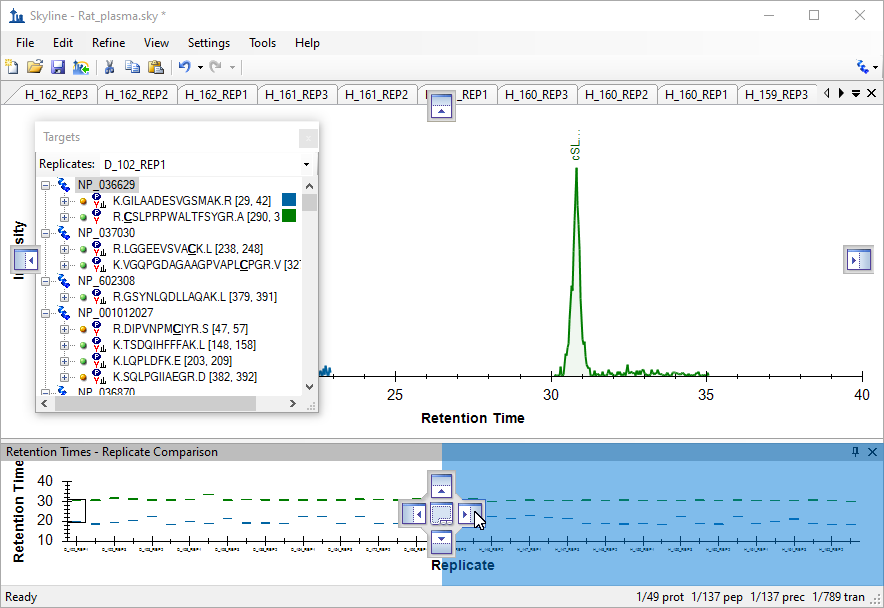 Skyline - Rat_plasma.sky *
File Edit Refine View Settings Tools Help
H_162_REP3 H_162_REP2 H_162_REP1 H_161_REP3 H_161_REP2 _REP1 H_160_REP3 H_160_REP2 H_160_REP1 H_159_REP3
Targets
Replicates: D_102_REP1
NP_036629
K.GILAADESVGSMAK.R [29, 42]
R.CSLPRPWALTFSYGR.A [290, 3
NP_037030
R.LGGEEVSVACK.L [238, 248]
K.VGQPGDAGAAGPVAPLCPGR.V [327
NP_602308
R.GSYNLQDLLAQAK.L [379, 391]
NP_001012027
R.DIPVNPMCIYR.S [47, 57]
K.TSDQIHFFFAK.L [148, 158]
K.LQPLDFK.E [203, 209]
K.SQLPGIIAEGR.D [382, 392]
NP_036870
cSL...
25 30 35 40
Retention Time
Retention Times - Replicate Comparison
Retention Time
40
30
20
10
Replicate
Ready 1/49 prot 1/137 pep 1/137 prec 1/789 tran